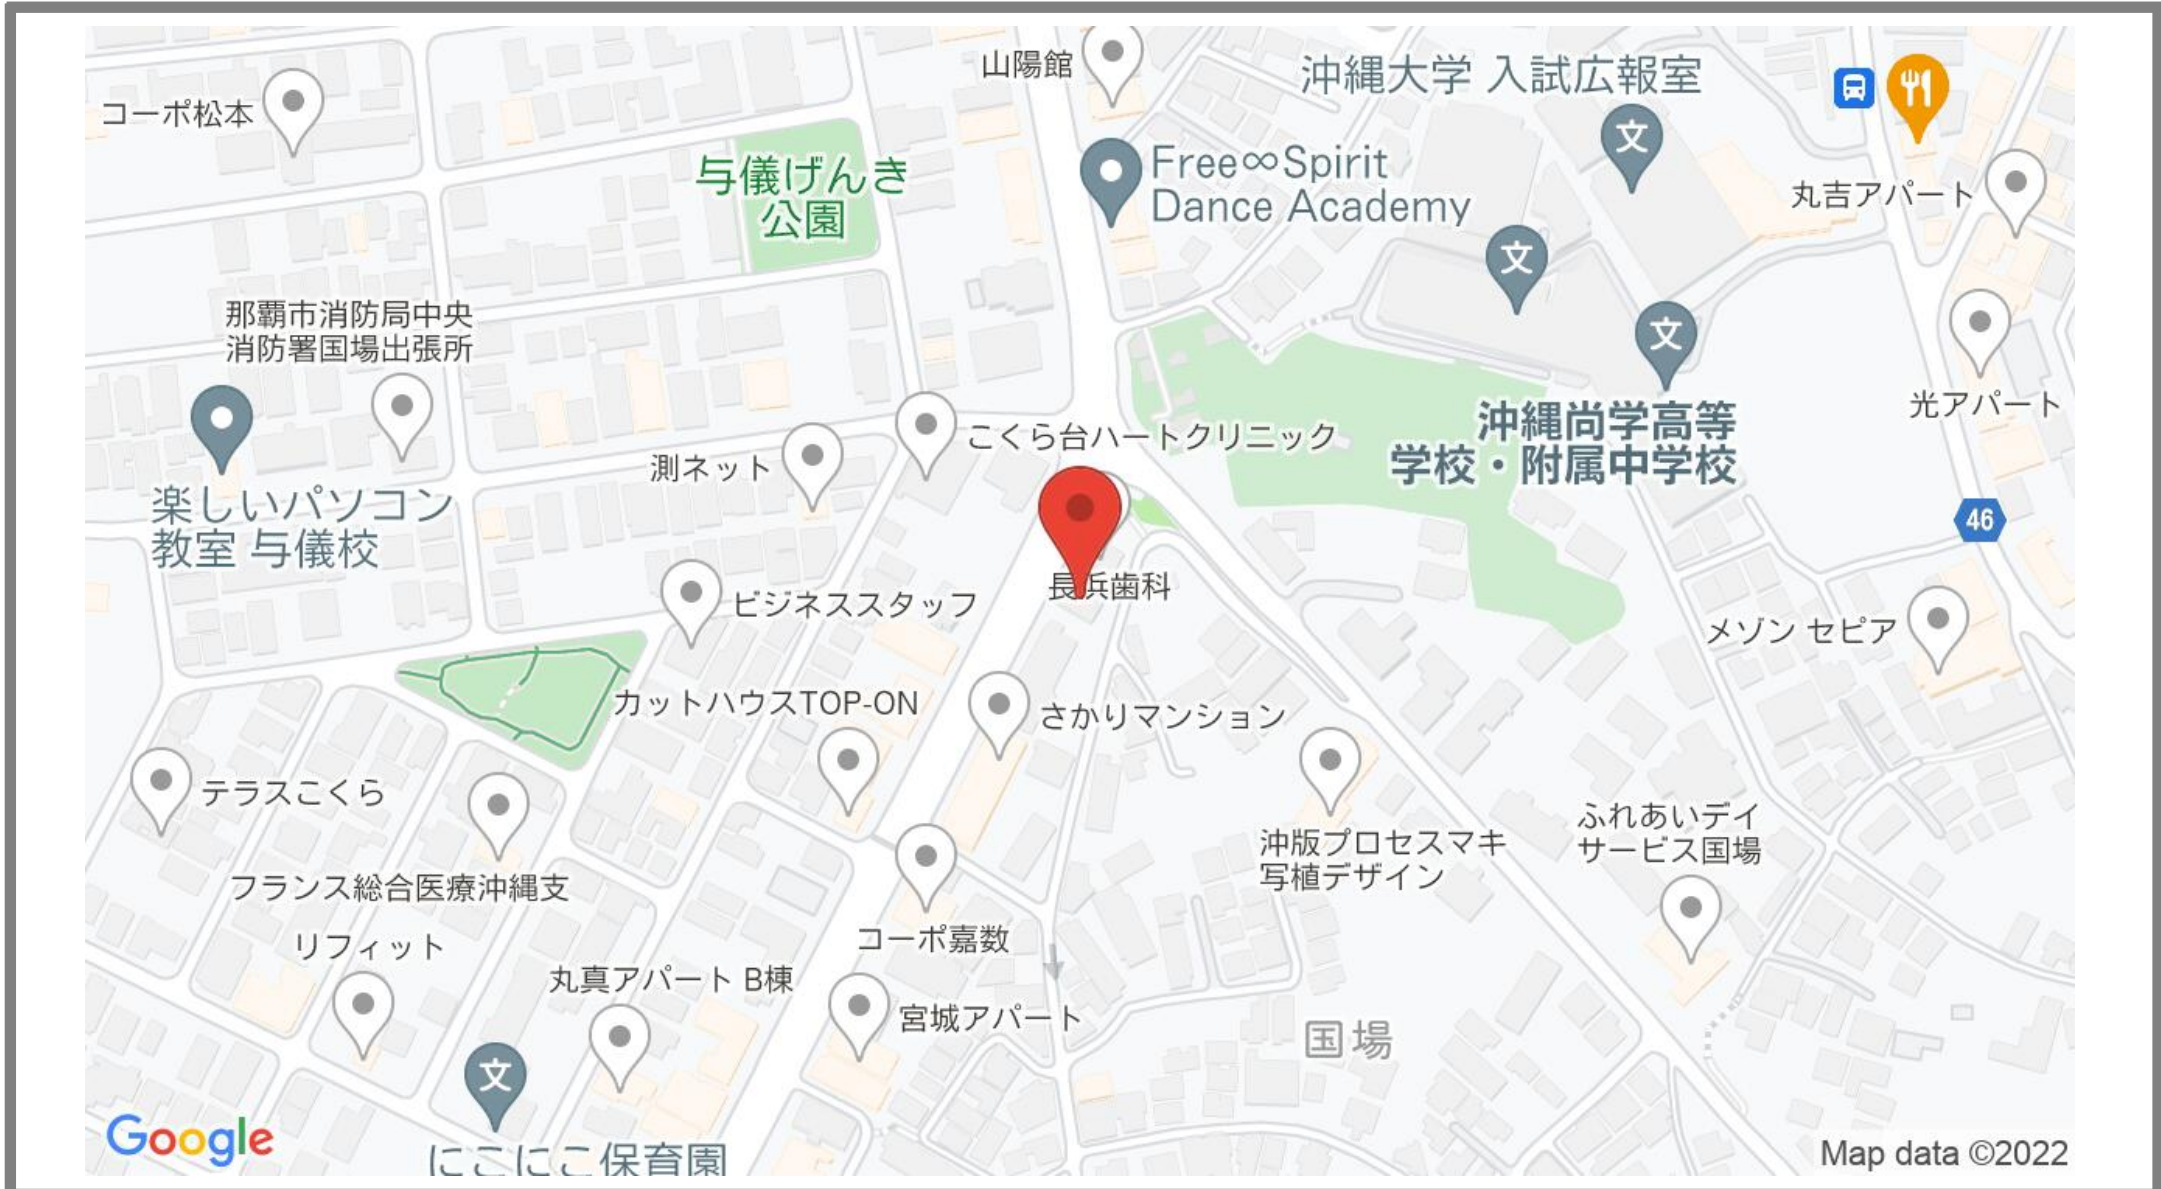 山陽館
沖縄大学 入試広報室
コーポ松本
与儀げんき
公園
Free∞Spirit
Dance Academy
文
丸吉アパート
文
那覇市消防局中央
消防署国場出張所
文
光アパート
沖縄尚学高等
学校・附属中学校
こくら台ハートクリニック
測ネット
楽しいパソコン
教室 与儀校
46
長浜歯科
ビジネススタッフ
メゾン セピア
カットハウスTOP-ON
さかりマンション
テラスこくら
ふれあいデイ
サービス国場
沖版プロセスマキ
写植デザイン
フランス総合医療沖縄支
リフィット
コーポ嘉数
丸真アパート B棟
宮城アパート
国場
文
にこにこ保育園
Google
Map data ©2022